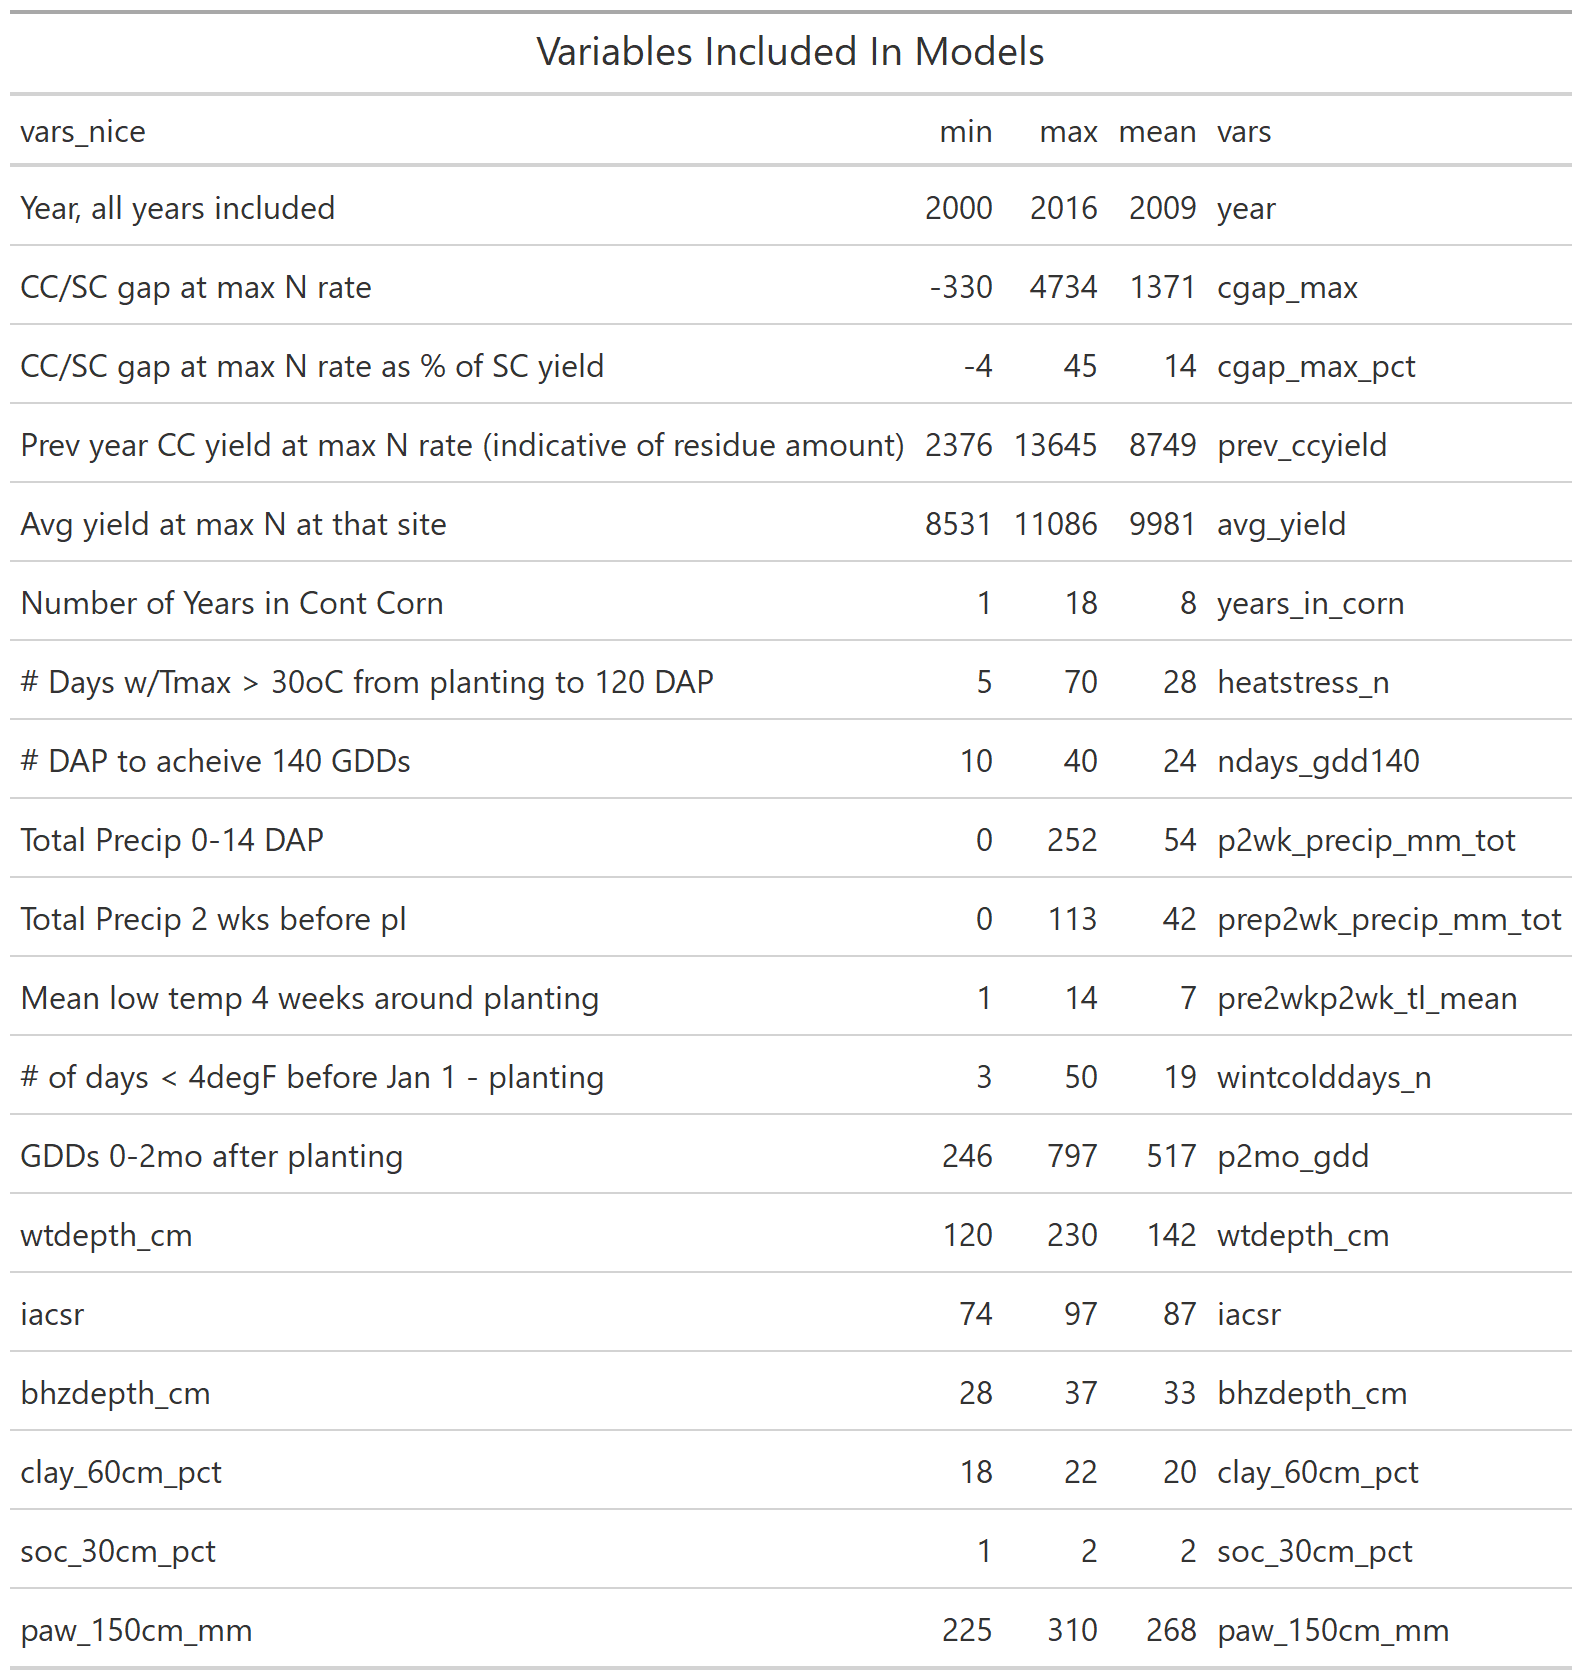 Variables Included In Models
vars_nice min max mean vars
Year, all years included 2000 2016 2009 year
CC/SC gap at max N rate -330 4734 1371 cgap_max
CC/SC gap at max N rate as % of SC yield -4 45 14 cgap_max_pct
Prev year CC yield at max N rate (indicative of residue amount) 2376 13645 8749 prev_ccyield
Avg yield at max N at that site 8531 11086 9981 avg_yield
Number of Years in Cont Corn 1 18 8 years_in_corn
# Days w/Tmax > 30oC from planting to 120 DAP 5 70 28 heatstress_n
# DAP to acheive 140 GDDs 10 40 24 ndays_gdd140
Total Precip 0-14 DAP 0 252 54 p2wk_precip_mm_tot
Total Precip 2 wks before pl 0 113 42 prep2wk_precip_mm_tot
Mean low temp 4 weeks around planting 1 14 7 pre2wkp2wk_tl_mean
# of days < 4degF before Jan 1 - planting 3 50 19 wintcolddays_n
GDDs 0-2mo after planting 246 797 517 p2mo_gdd
wtdepth_cm 120 230 142 wtdepth_cm
iacsr 74 97 87 iacsr
bhzdepth_cm 28 37 33 bhzdepth_cm
clay_60cm_pct 18 22 20 clay_60cm_pct
soc_30cm_pct 1 2 2 soc_30cm_pct
paw_150cm_mm 225 310 268 paw_150cm_mm